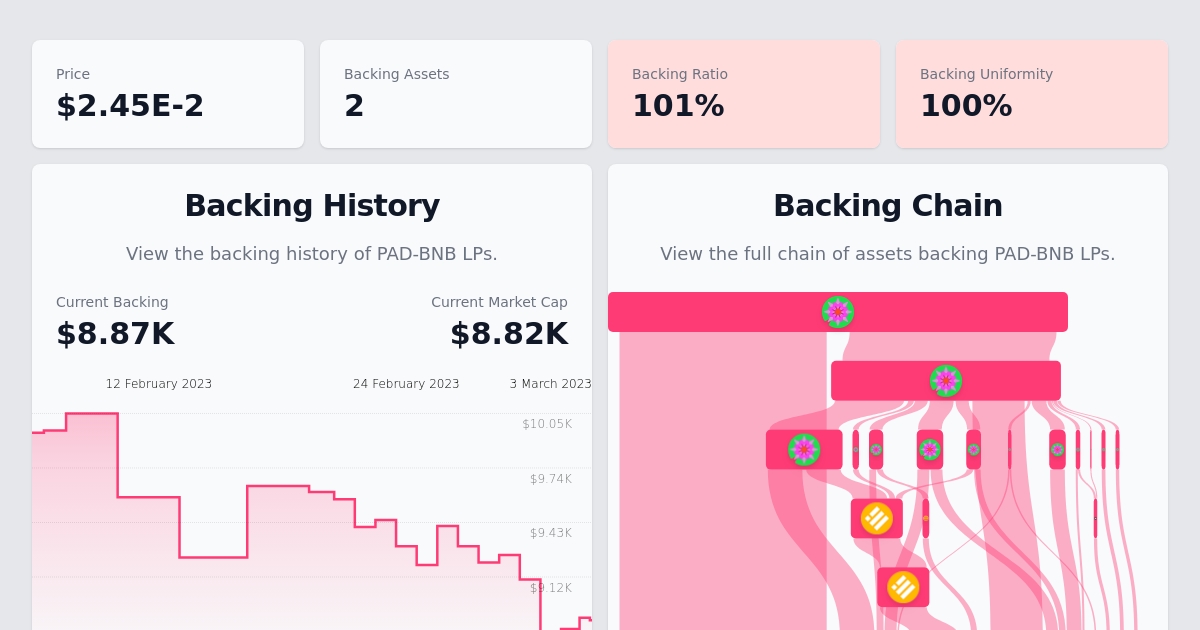 Price
$2.45E-2
Backing Assets
2
Backing Ratio
101%
Backing Uniformity
100%
Backing History
View the backing history of PAD-BNB LPs.
Current Backing
$8.87K
Current Market Cap
$8.82K
12 February 2023
24 February 2023
3 March 2023
$10.05K
$9.74K
$9.43K
$9.12K
Backing Chain
View the full chain of assets backing PAD-BNB LPs.